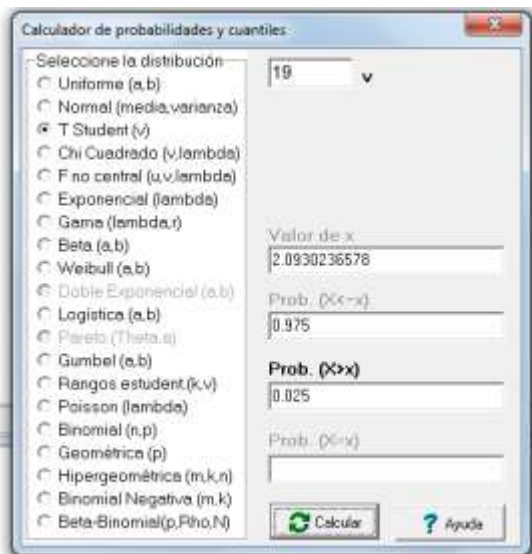 Calculador de probabilidades y cuantiles
Seleccione la distribución
Uniforme (a,b)
Normal (media,varianza)
T Student (v)
Chi Cuadrado (v,lambda)
F no central (u,v,lambda)
Exponencial (lambda)
Gama (lambda,r)
Beta (a,b)
Weibull (a,b)
Doble Exponencial (a,b)
Logística (a,b)
Pareto (Theta,a)
Gumbel (a,b)
Rangos estudent.(k,v)
Poisson (lambda)
Binomial (n,p)
Geométrica (p)
Hipergeométrica (m,k,n)
Binomial Negativa (m,k)
Beta-Binomial(p,Rho,N)
19 v
Valor de x
2.0930236578
Prob. (X<=x)
0.975
Prob. (X>x)
0.025
Prob. (X=x)
Calcular
? Ayuda